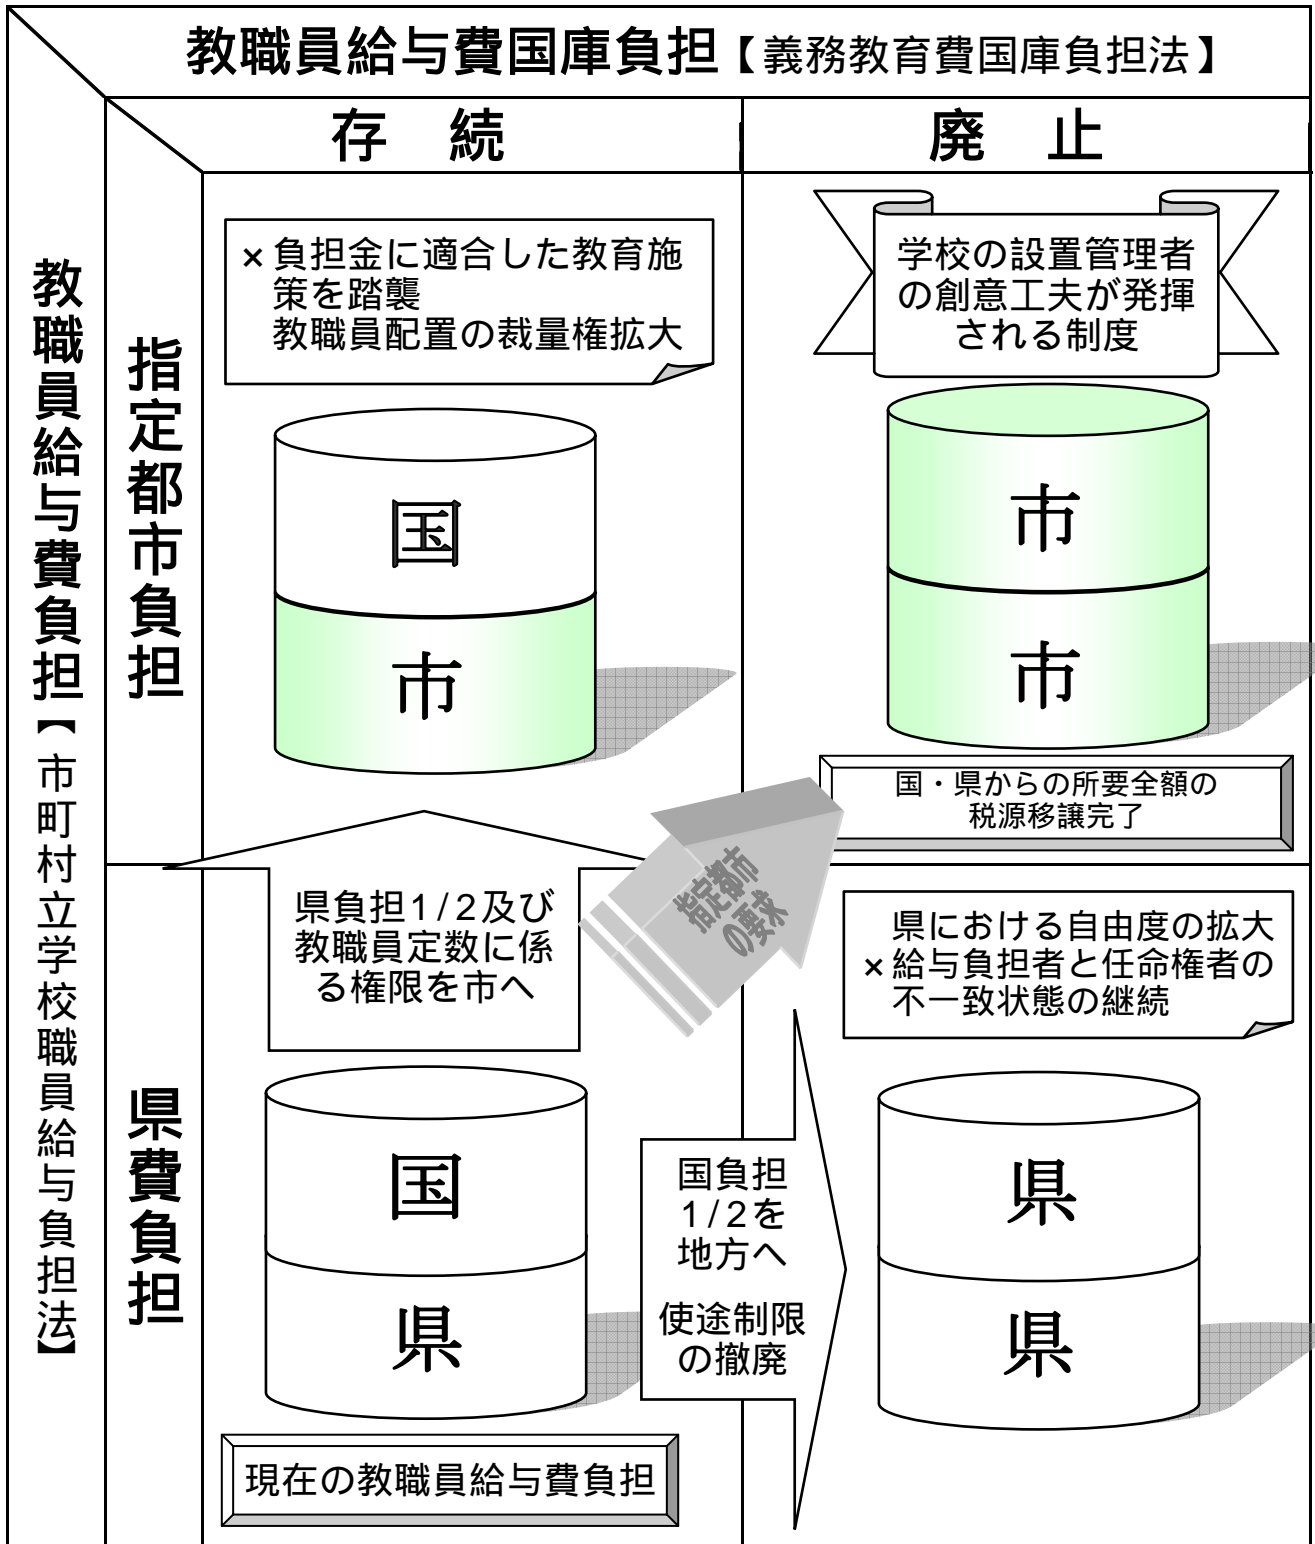 教職員給与費国庫負担【義務教育費国庫負担法】
存 続
廃 止
教職員給与費負担【市町村立学校職員給与負担法】
指定都市負担
×負担金に適合した教育施
策を踏襲
教職員配置の裁量権拡大
国
市
学校の設置管理者
の創意工夫が発揮
される制度
市
市
国・県からの所要全額の
税源移譲完了
指定都市
の要求
県費負担
県負担1/2及び
教職員定数に係
る権限を市へ
国
県
現在の教職員給与費負担
国負担
1/2を
地方へ
使途制限
の撤廃
県における自由度の拡大
×給与負担者と任命権者の
不一致状態の継続
県
県